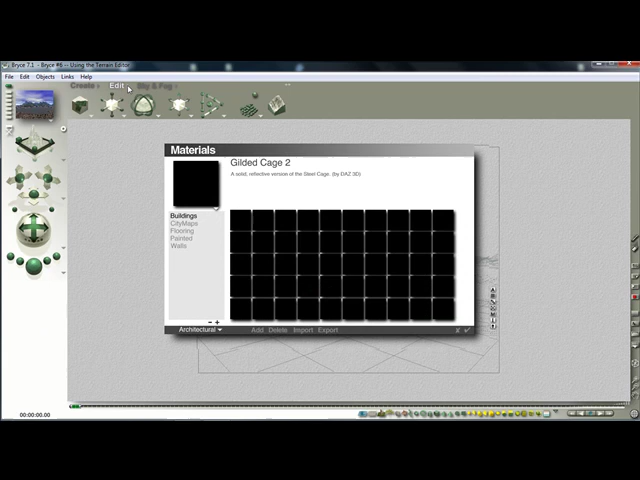 Bryce 7.1 - Bryce #6 -- Using the Terrain Editor
File Edit Objects Links Help
Create Edit Sky & Fog
Materials
Gilded Cage 2
A solid, reflective version of the Steel Cage. (by DAZ 3D)
Buildings
CityMaps
Flooring
Painted
Walls
Architectural Add Delete Import Export
00:00:00.00